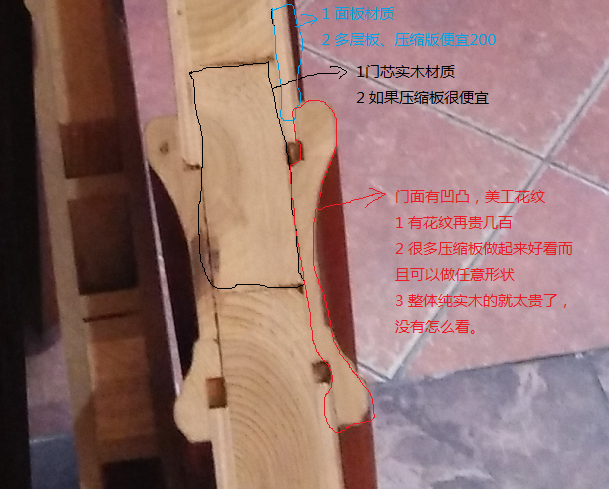 1 面板材质
2 多层板、压缩版便宜200
1门芯实木材质
2 如果压缩板很便宜
门面有凹凸，美工花纹
1 有花纹再贵几百
2 很多压缩板做起来好看而
且可以做任意形状
3 整体纯实木的就太贵了，
没有怎么看。